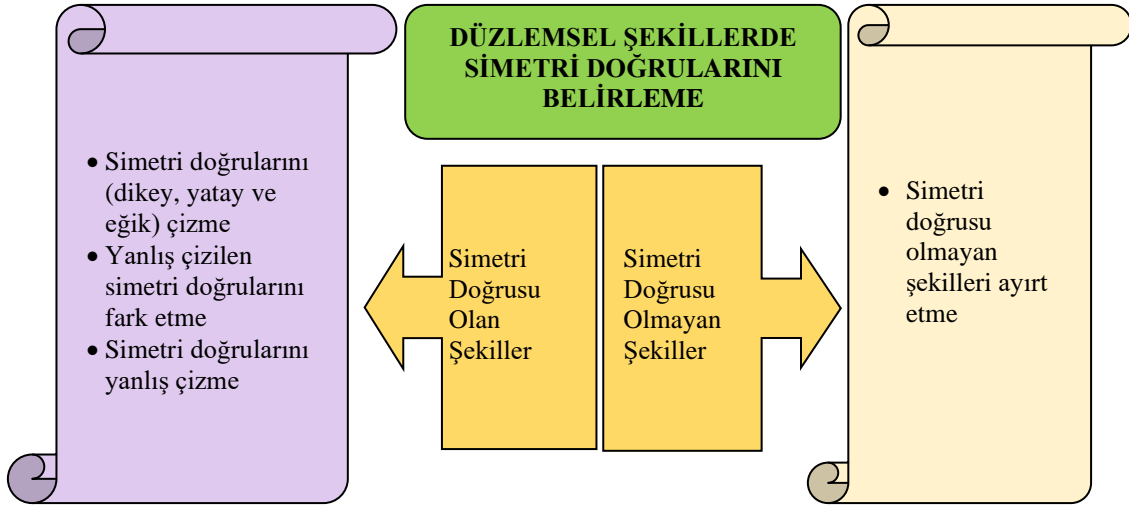 DÜZLEMSEL ŞEKİLLERDE
SİMETRİ DOĞRULARINI
BELİRLEME
• Simetri doğrularını
(dikey, yatay ve
eğik) çizme
• Yanlış çizilen
simetri doğrularını
fark etme
• Simetri doğrularını
yanlış çizme
Simetri
Doğrusu
Olan
Şekiller
Simetri
Doğrusu
Olmayan
Şekiller
• Simetri
doğrusu
olmayan
şekilleri ayırt
etme